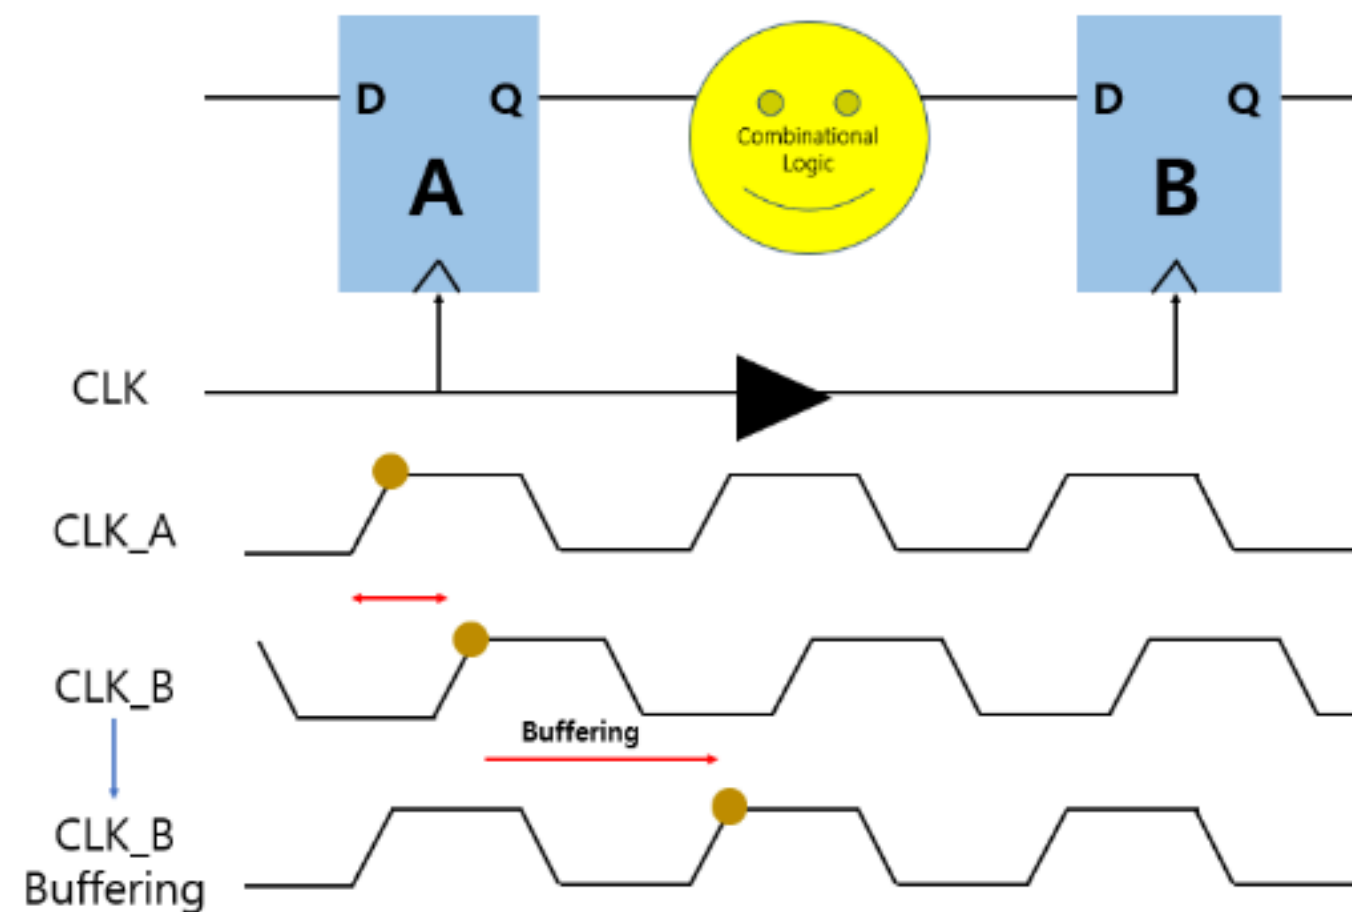 D Q
A
Combinational
Logic
D Q
B
CLK
CLK_A
CLK_B
Buffering
CLK_B
Buffering